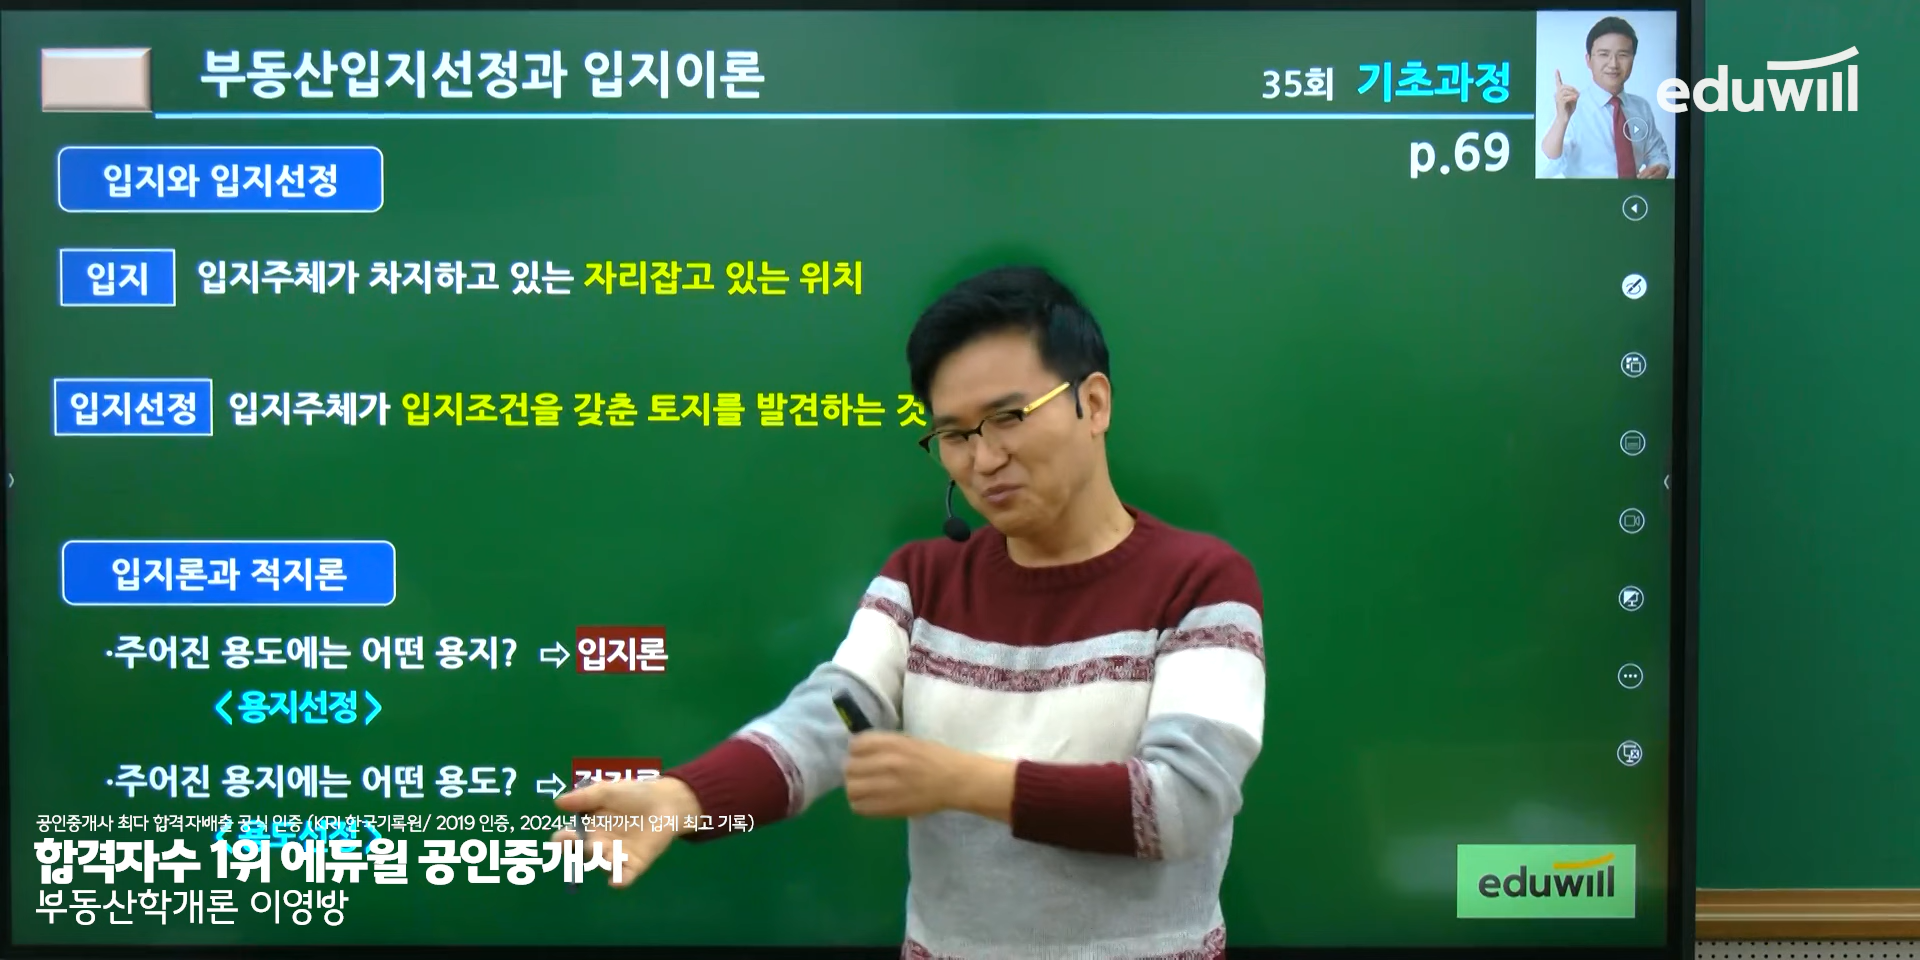 부동산입지선정과 입지이론
35회 기초과정
eduwill
p.69
입지와 입지선정
입지 입지주체가 차지하고 있는 자리잡고 있는 위치
입지선정 입지주체가 입지조건을 갖춘 토지를 발견하는 것
입지론과 적지론
·주어진 용도에는 어떤 용지? ⇨ 입지론
<용지선정>
·주어진 용지에는 어떤 용도? ⇨
공인중개사 최다 합격자배출 공식 인증 (KRI 한국기록원/ 2019 인증, 2024년 현재까지 업계 최고 기록)
<용도선정>
합격자수 1위 에듀윌 공인중개사
부동산학개론 이영방
eduwill